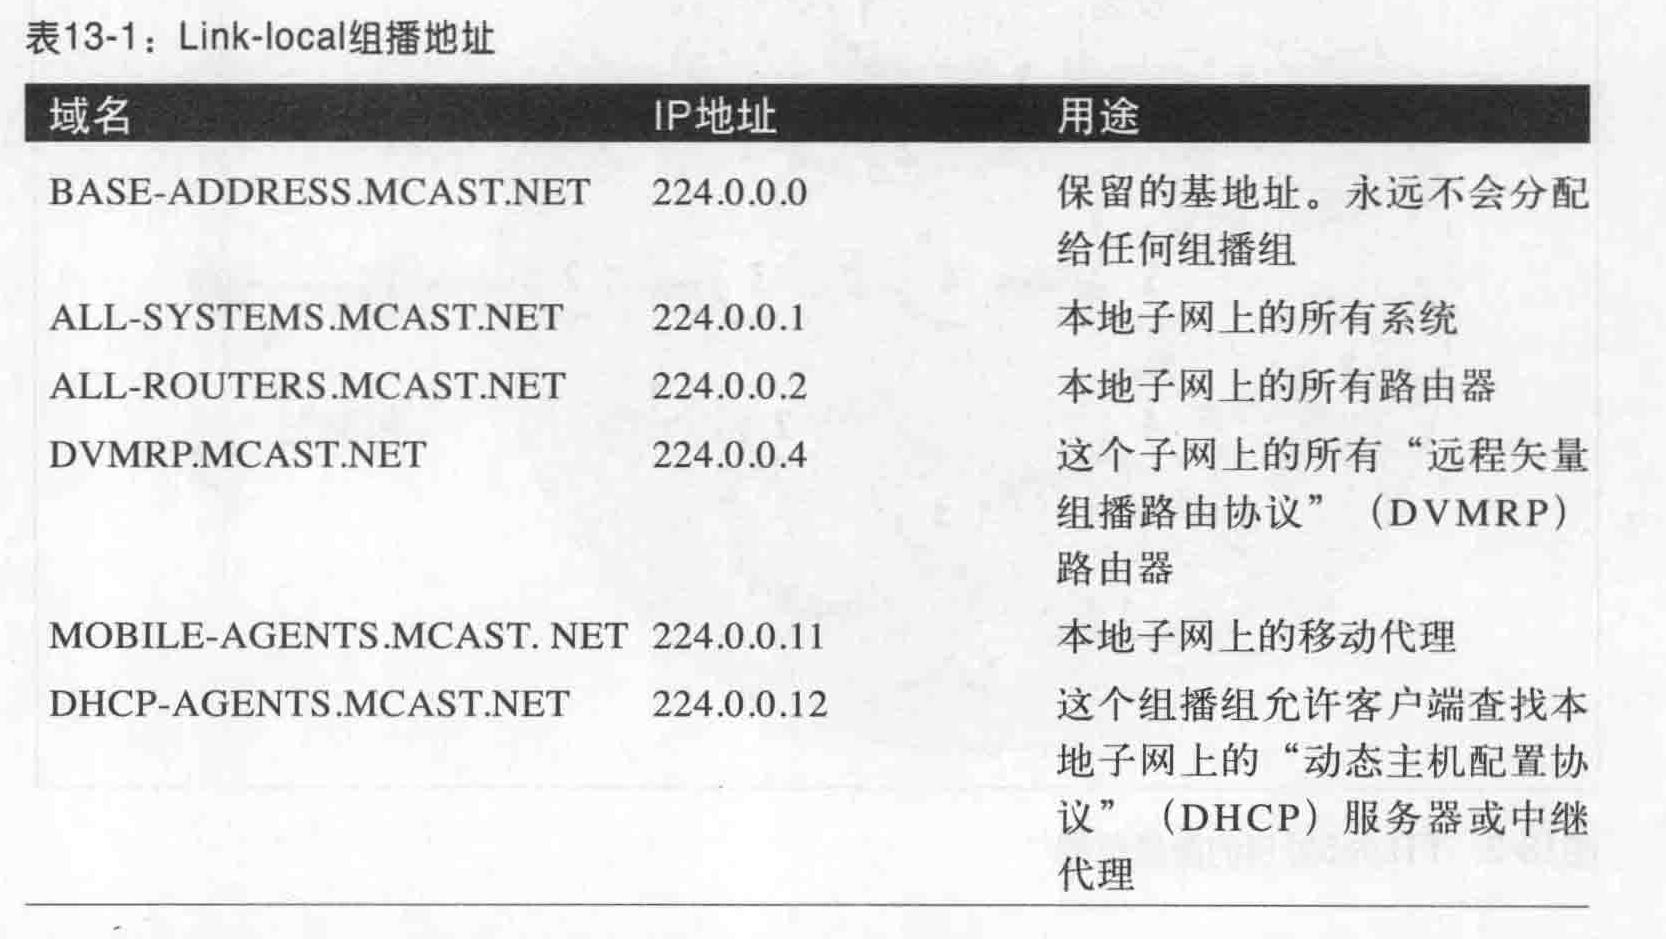 表13-1：Link-local组播地址
域名 IP地址 用途
BASE-ADDRESS.MCAST.NET 224.0.0.0 保留的基地址。永远不会分配
给任何组播组
ALL-SYSTEMS.MCAST.NET 224.0.0.1 本地子网上的所有系统
ALL-ROUTERS.MCAST.NET 224.0.0.2 本地子网上的所有路由器
DVMRP.MCAST.NET 224.0.0.4 这个子网上的所有“远程矢量
组播路由协议”（DVMRP）
路由器
MOBILE-AGENTS.MCAST. NET 224.0.0.11 本地子网上的移动代理
DHCP-AGENTS.MCAST.NET 224.0.0.12 这个组播组允许客户端查找本
地子网上的“动态主机配置协
议”（DHCP）服务器或中继
代理